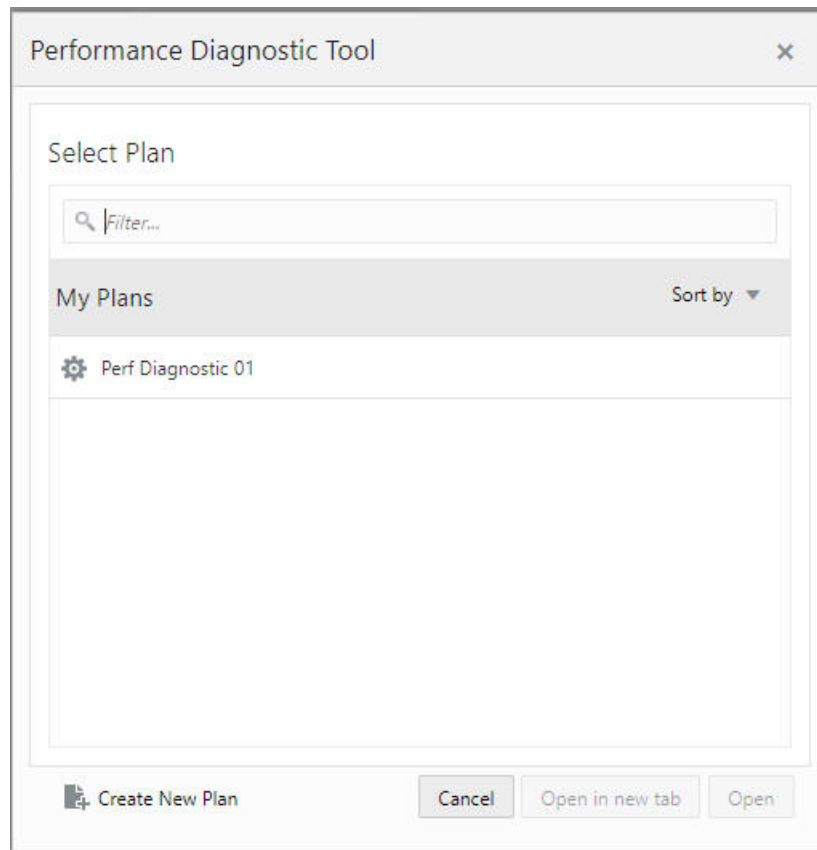 Performance Diagnostic Tool
Select Plan
Filter...
My Plans Sort by
Perf Diagnostic 01
Create New Plan Cancel Open in new tab Open